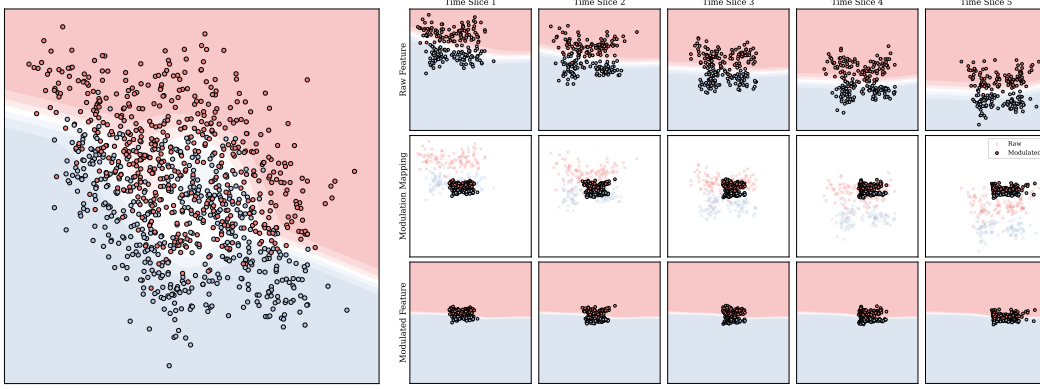 Time Slice 1
Time Slice 2
Time Slice 3
Time Slice 4
Time Slice 5
Raw Feature
Modulation Mapping
Raw
Modulated
Modulated Feature